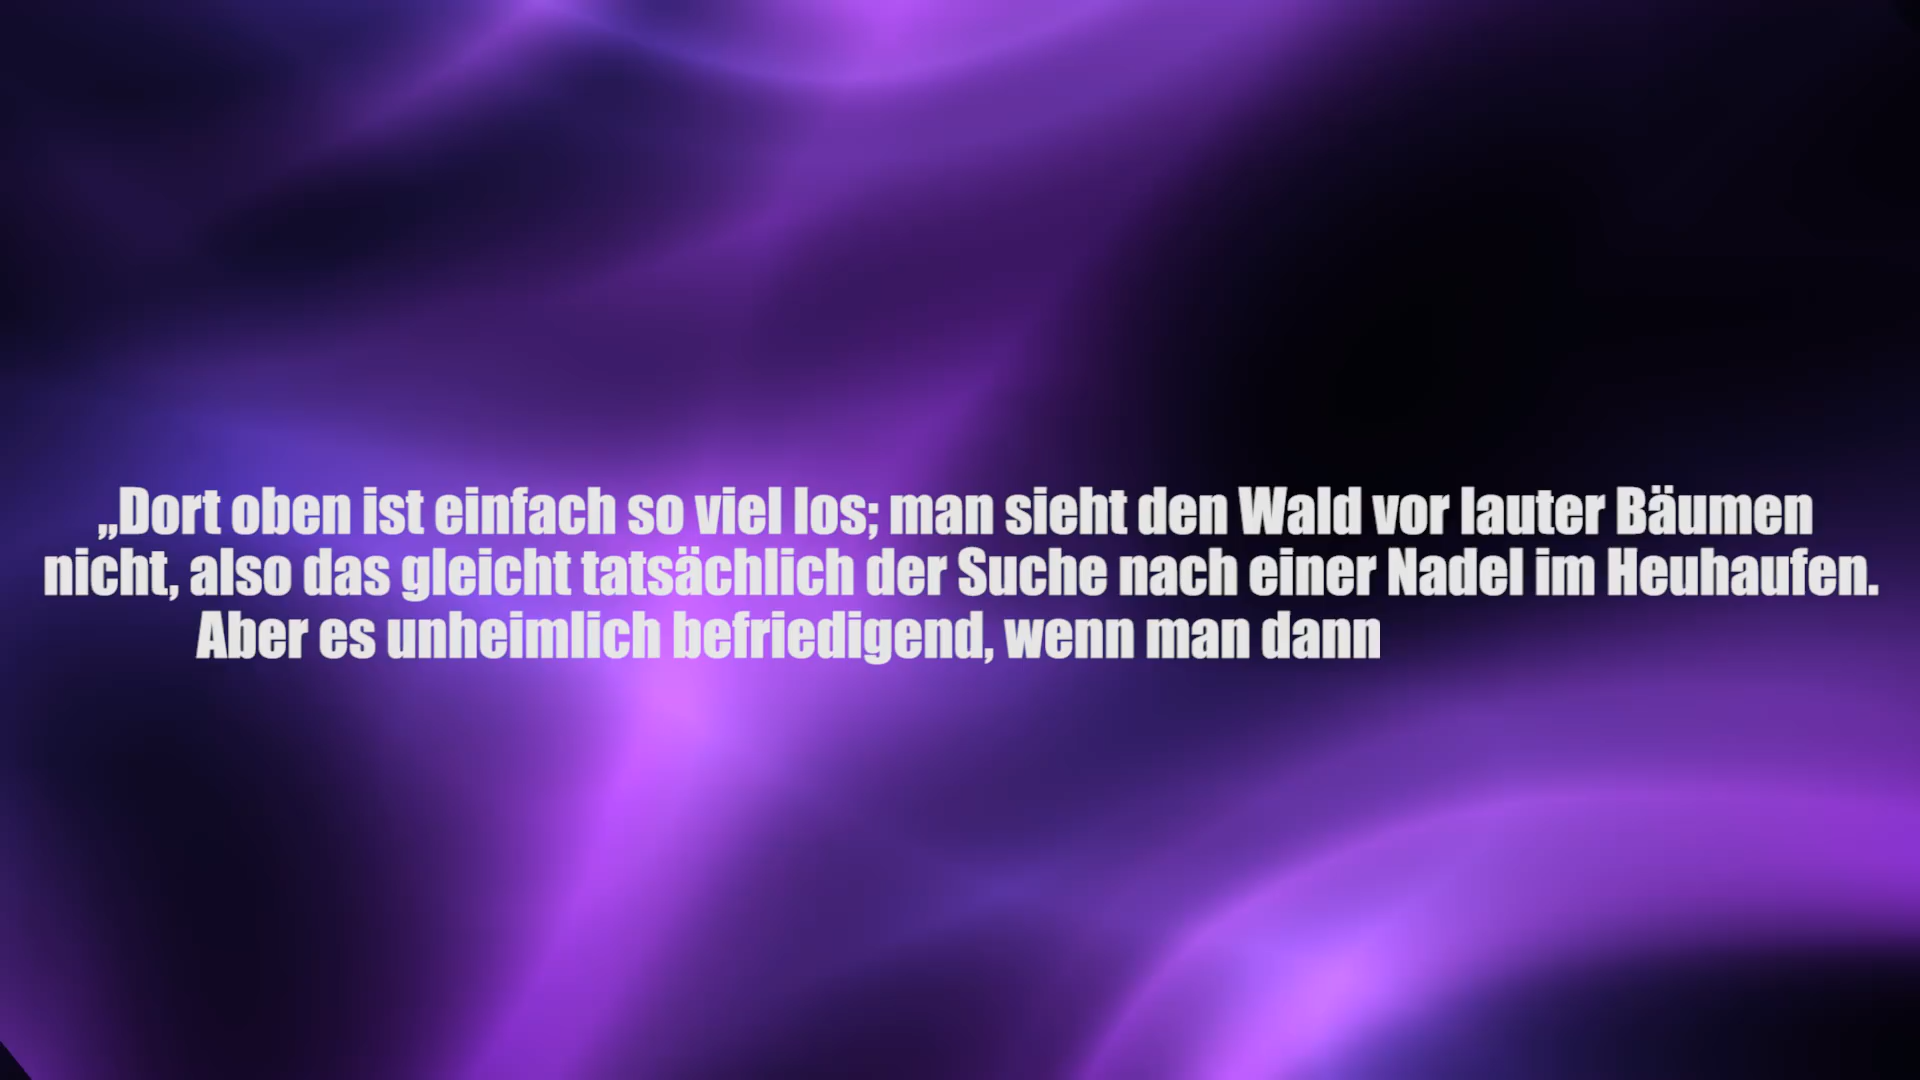 „Dort oben ist einfach so viel los; man sieht den Wald vor lauter Bäumen
nicht, also das gleicht tatsächlich der Suche nach einer Nadel im Heuhaufen.
Aber es unheimlich befriedigend, wenn man dann